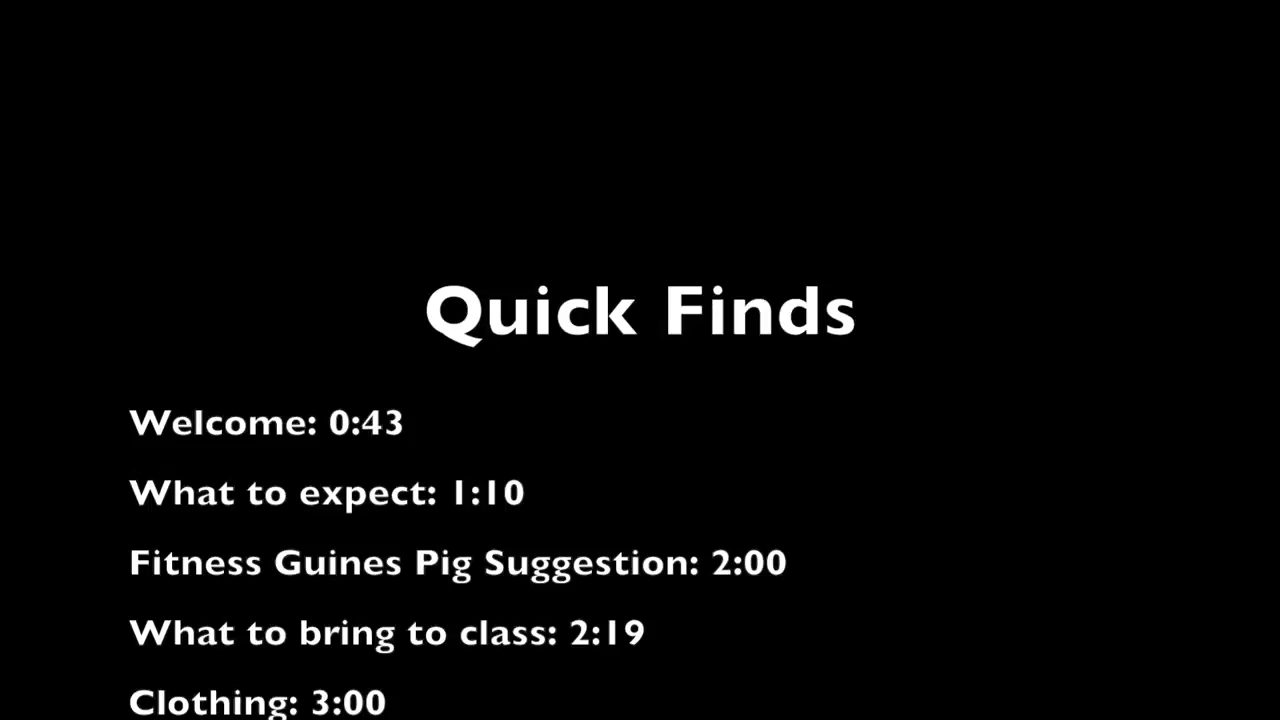 Quick Finds
Welcome: 0:43
What to expect: 1:10
Fitness Guines Pig Suggestion: 2:00
What to bring to class: 2:19
Clothing: 3:00